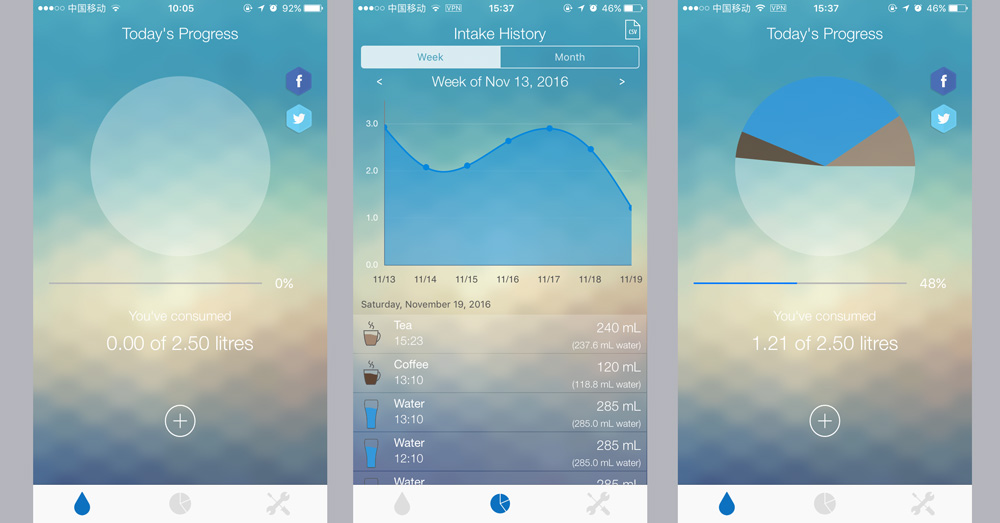 中国移动 10:05 92%
Today's Progress
f
0%
You've consumed
0.00 of 2.50 litres
中国移动 VPN 15:37 46%
Intake History
CSV
Week Month
< Week of Nov 13, 2016 >
3.0
2.0
1.0
0.0
11/13 11/14 11/15 11/16 11/17 11/18 11/19
Saturday, November 19, 2016
Tea 240 mL
15:23 (237.6 mL water)
Coffee 120 mL
13:10 (118.8 mL water)
Water 285 mL
13:10 (285.0 mL water)
Water 285 mL
12:10 (285.0 mL water)
Water 285 mL
中国移动 VPN 15:37 46%
Today's Progress
f
48%
You've consumed
1.21 of 2.50 litres